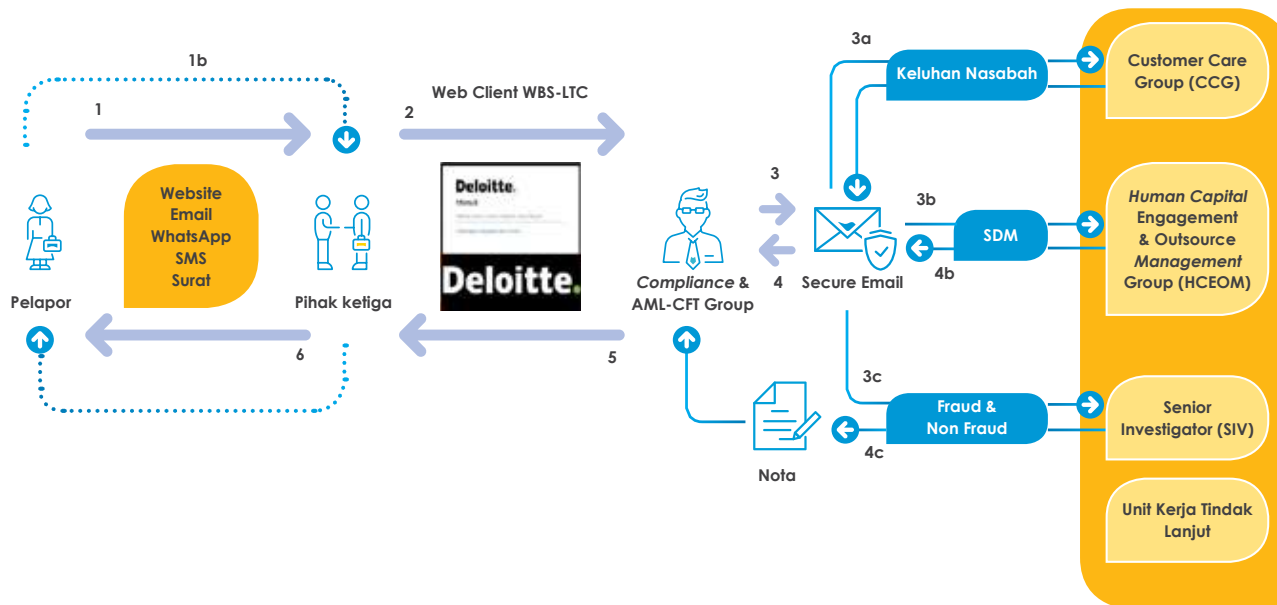 1b
1
2
Web Client WBS-LTC
Website
Email
WhatsApp
SMS
Surat
Deloitte.
Deloitte.
Pelapor
Pihak ketiga
6
5
Compliance &
AML-CFT Group
3
4
Secure Email
3a
Keluhan Nasabah
Customer Care
Group (CCG)
3b
SDM
4b
Human Capital
Engagement
& Outsource
Management
Group (HCEOM)
3c
Fraud &
Non Fraud
4c
Nota
Senior
Investigator (SIV)
Unit Kerja Tindak
Lanjut